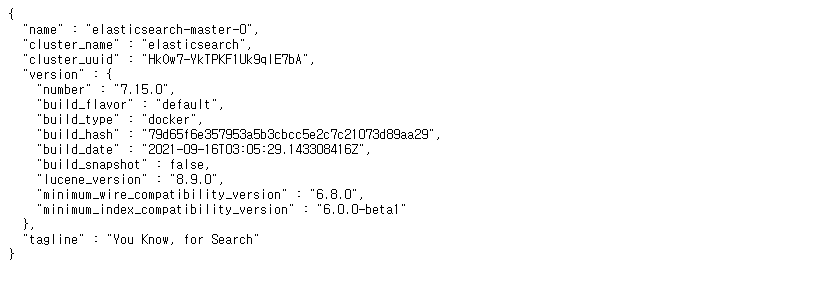 {
  "name" : "elasticsearch-master-0",
  "cluster_name" : "elasticsearch",
  "cluster_uuid" : "Hk0w7-YkTPKF1Uk9qlE7bA",
  "version" : {
    "number" : "7.15.0",
    "build_flavor" : "default",
    "build_type" : "docker",
    "build_hash" : "79d65f6e357953a5b3cbcc5e2c7c21073d89aa29",
    "build_date" : "2021-09-16T03:05:29.143308416Z",
    "build_snapshot" : false,
    "lucene_version" : "8.9.0",
    "minimum_wire_compatibility_version" : "6.8.0",
    "minimum_index_compatibility_version" : "6.0.0-beta1"
  },
  "tagline" : "You Know, for Search"
}